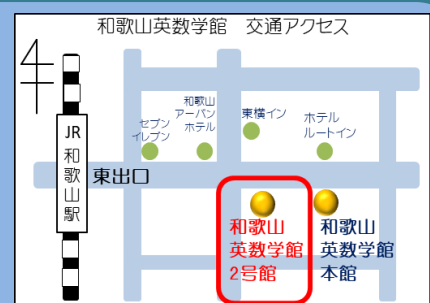 和歌山英数学館　交通アクセス
JR
和
歌
山
駅
東出口
セブン
イレブン
和歌山
アーバン
ホテル
東横イン
ホテル
ルートイン
和歌山
英数学館
2号館
和歌山
英数学館
本館